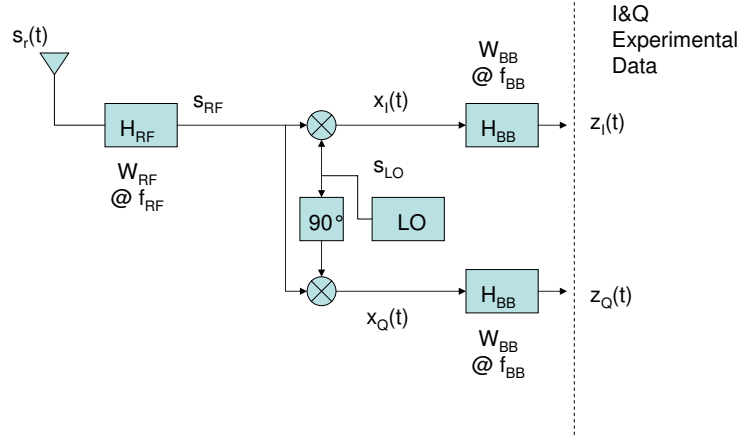 s_r(t)
I&Q
Experimental
Data
W_BB
@ f_BB
s_RF
x_I(t)
H_RF
H_BB
z_I(t)
W_RF
@ f_RF
s_LO
90°
LO
H_BB
z_Q(t)
x_Q(t)
W_BB
@ f_BB